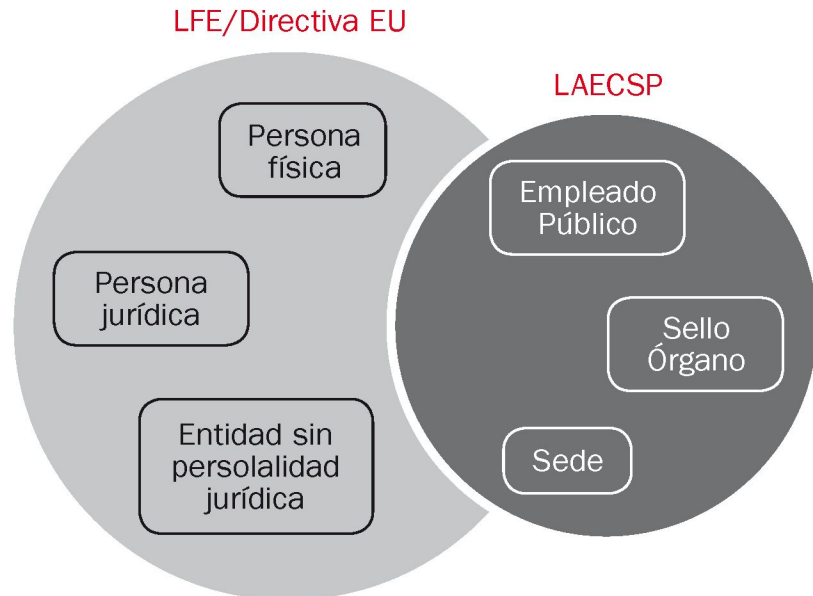 LFE/Directiva EU
Persona
física
Persona
jurídica
Entidad sin
persolalidad
jurídica
LAECSP
Empleado
Público
Sello
Órgano
Sede